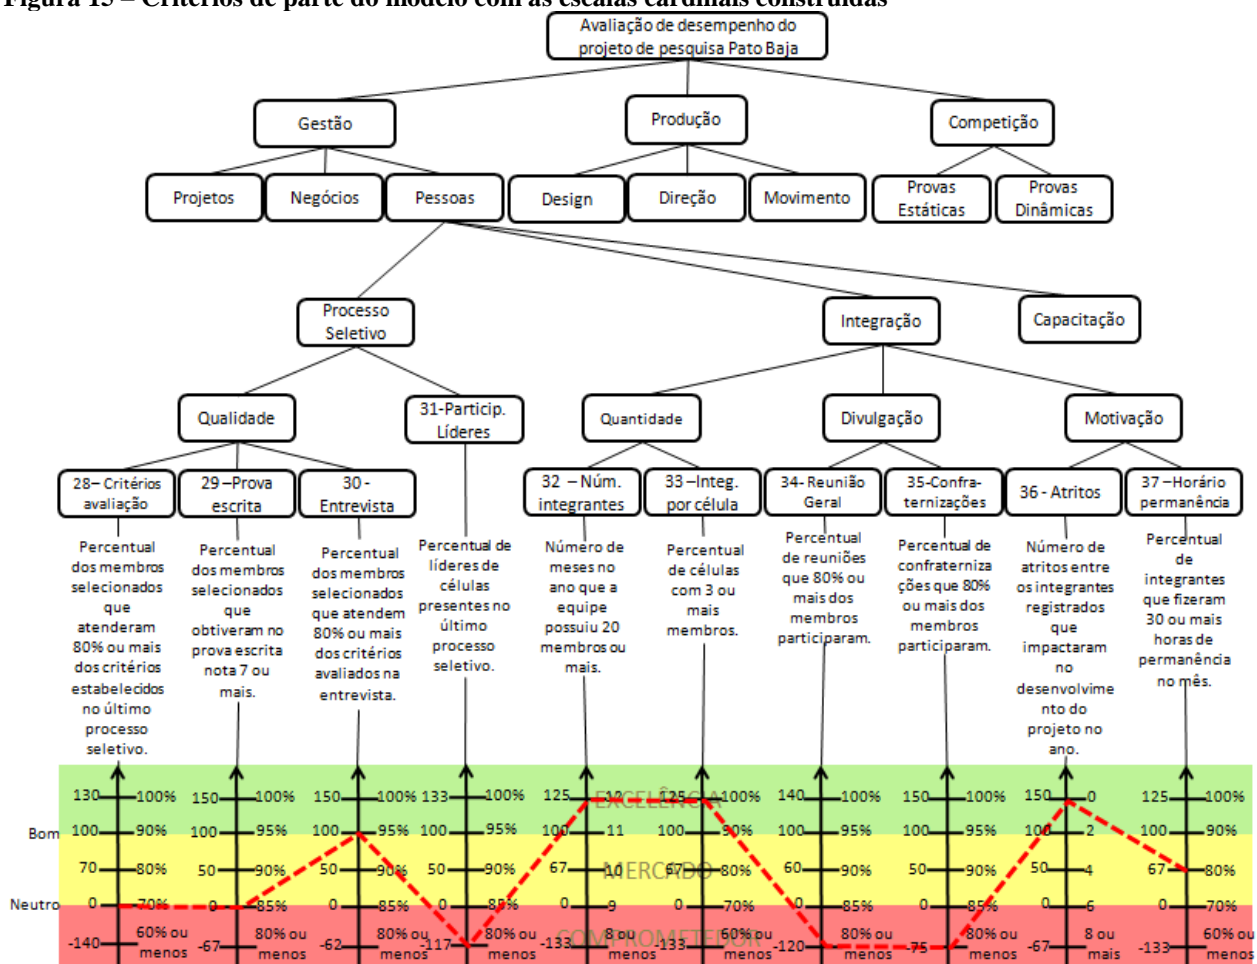 Figura 15 – Critérios de parte do modelo com as escalas cardinais construídas
Avaliação de desempenho do
projeto de pesquisa Pato Baja
Gestão
Produção
Competição
Projetos
Negócios
Pessoas
Design
Direção
Movimento
Provas
Estáticas
Provas
Dinâmicas
Processo
Seletivo
Integração
Capacitação
Qualidade
31-Particip.
Líderes
Quantidade
Divulgação
Motivação
28– Critérios
avaliação
29 –Prova
escrita
30 -
Entrevista
32 – Núm.
integrantes
33 –Integ.
por célula
34- Reunião
Geral
35-Confra-
ternizações
36 - Atritos
37 –Horário
permanência
Percentual
dos membros
selecionados
que
atenderam
80% ou mais
dos critérios
estabelecidos
no último
processo
seletivo.
Percentual
dos membros
selecionados
que
obtiveram no
prova escrita
nota 7 ou
mais.
Percentual
dos membros
selecionados
que atendem
80% ou mais
dos critérios
avaliados na
entrevista.
Percentual de
líderes de
células
presentes no
último
processo
seletivo.
Número de
meses no
ano que a
equipe
possuiu 20
membros ou
mais.
Percentual
de células
com 3 ou
mais
membros.
Percentual
de reuniões
que 80% ou
mais dos
membros
participaram.
Percentual de
confraterniza
ções que 80%
ou mais dos
membros
participaram.
Número de
atritos entre
os integrantes
registrados
que
impactaram
no
desenvolvime
nto do
projeto no
ano.
Percentual
de
integrantes
que fizeram
30 ou mais
horas de
permanência
no mês.
EXCELÊNCIA
130 100% 150 100% 150 100% 133 100% 125 12 125 100% 140 100% 150 100% 150 0 125 100%
Bom 100 90% 100 95% 100 95% 100 95% 100 11 100 90% 100 95% 100 95% 100 2 100 90%
MERCADO
70 80% 50 90% 50 90% 50 90% 67 10 67 80% 60 90% 50 90% 50 4 67 80%
Neutro 0 70% 0 85% 0 85% 0 85% 0 9 0 70% 0 85% 0 85% 0 6 0 70%
COMPROMETEDOR
-140 60% ou menos -67 80% ou menos -62 80% ou menos -117 80% ou menos -133 8 ou menos -133 60% ou menos -120 80% ou menos -75 80% ou menos -67 8 ou mais -133 60% ou menos